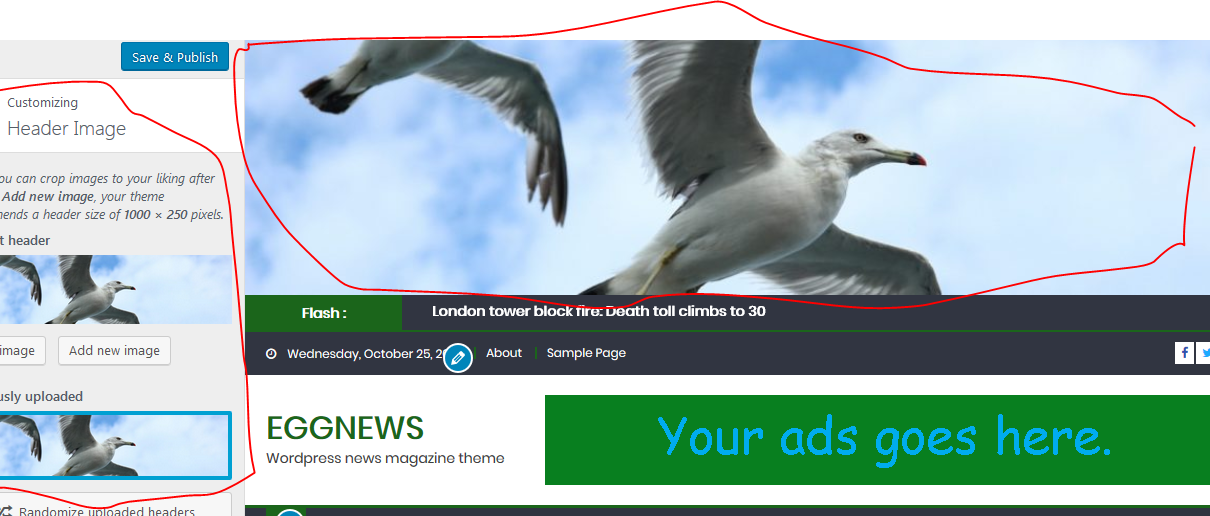 Save & Publish
Customizing
Header Image
ou can crop images to your liking after
Add new image, your theme
nends a header size of 1000 × 250 pixels.
t header
image
Add new image
usly uploaded
Randomize uploaded headers
Flash :
London tower block fire: Death toll climbs to 30
Wednesday, October 25, 20
About
Sample Page
EGGNEWS
Wordpress news magazine theme
Your ads goes here.